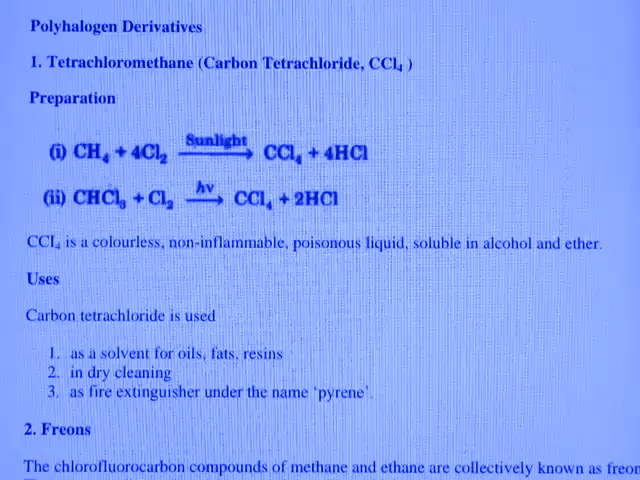 Polyhalogen Derivatives
1. Tetrachloromethane (Carbon Tetrachloride, CCl₄ )
Preparation
(i) CH₄ + 4Cl₂ Sunlight → CCl₄ + 4HCl
(ii) CHCl₃ + Cl₂ hν → CCl₄ + 2HCl
CCl₄ is a colourless, non-inflammable, poisonous liquid, soluble in alcohol and ether.
Uses
Carbon tetrachloride is used
1. as a solvent for oils, fats, resins
2. in dry cleaning
3. as fire extinguisher under the name ‘pyrene’.
2. Freons
The chlorofluorocarbon compounds of methane and ethane are collectively known as freon